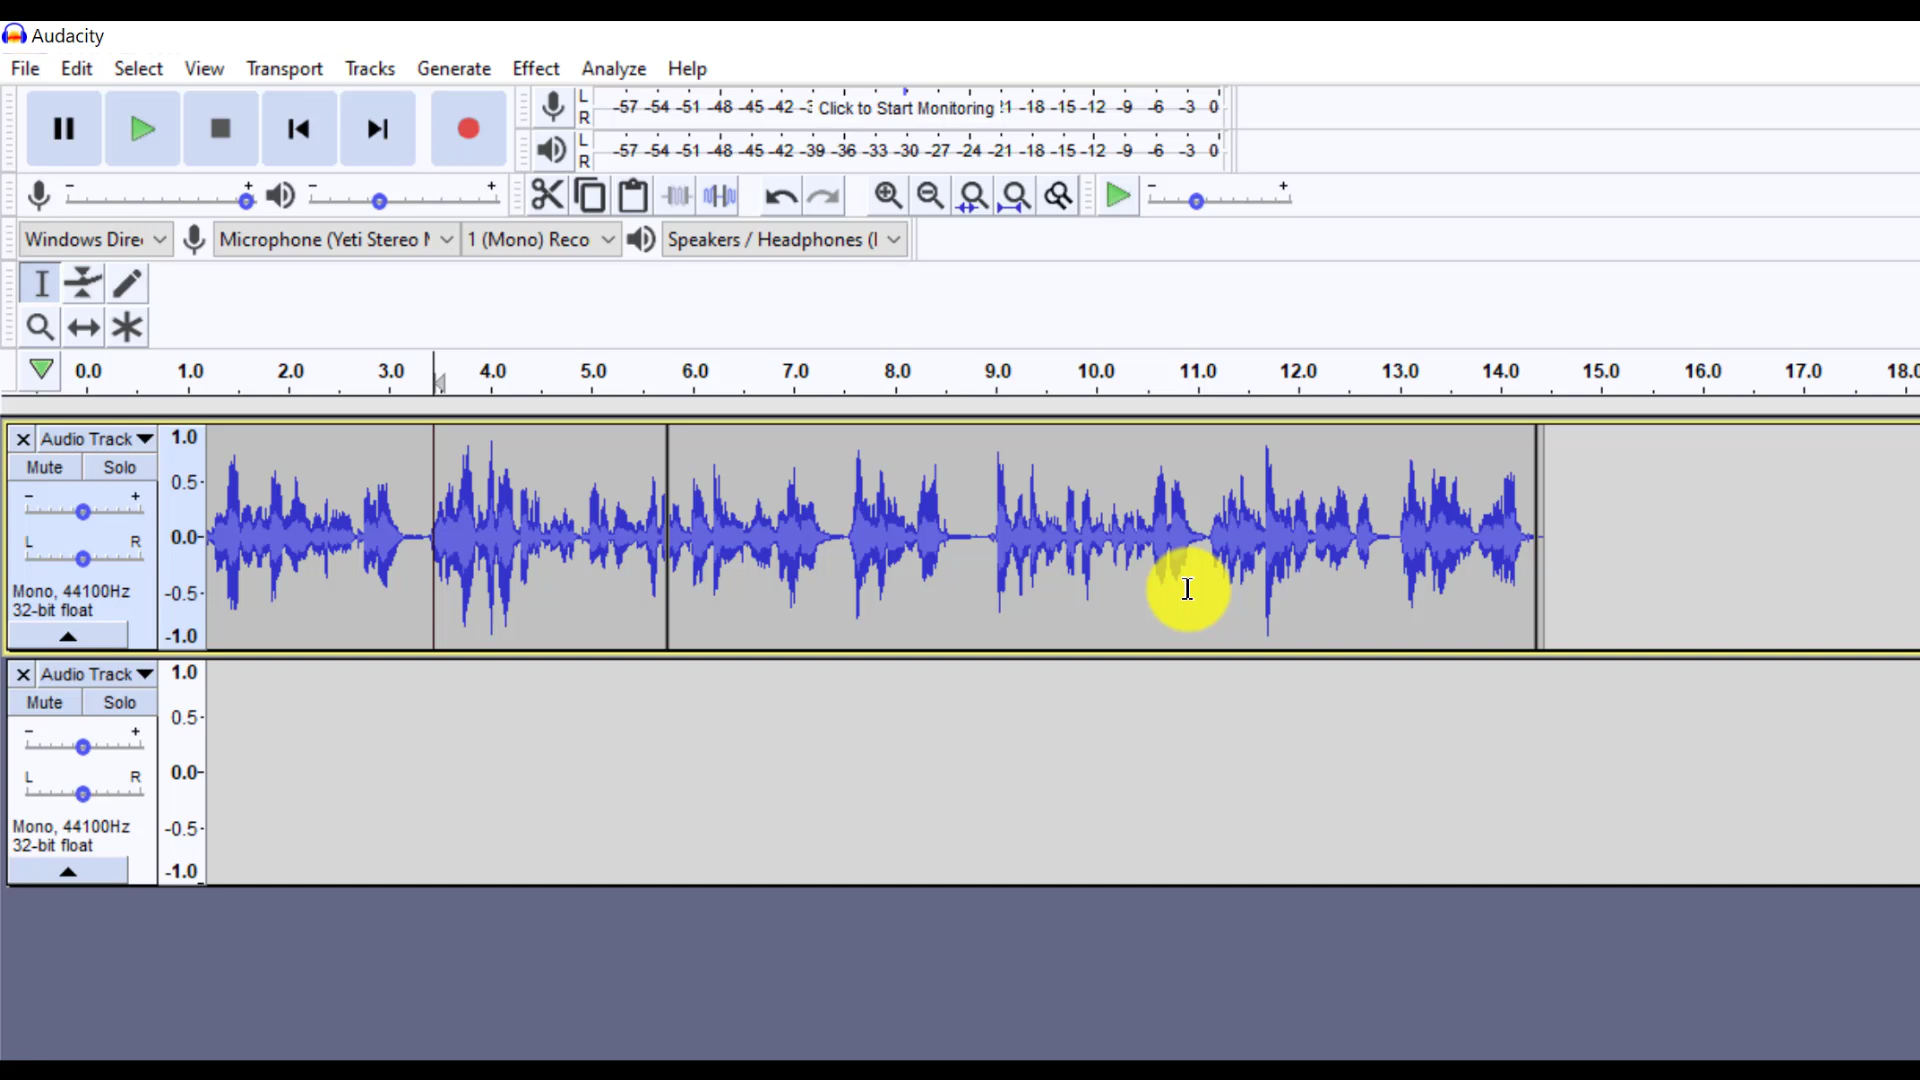 Audacity
File Edit Select View Transport Tracks Generate Effect Analyze Help
L
R
-57 -54 -51 -48 -45 -42 Click to Start Monitoring -18 -15 -12 -9 -6 -3 0
L
R
-57 -54 -51 -48 -45 -42 -39 -36 -33 -30 -27 -24 -21 -18 -15 -12 -9 -6 -3 0
- + - + - +
Windows Dire Microphone (Yeti Stereo 1 (Mono) Reco Speakers / Headphones (
0.0 1.0 2.0 3.0 4.0 5.0 6.0 7.0 8.0 9.0 10.0 11.0 12.0 13.0 14.0 15.0 16.0 17.0 18.0
Audio Track 1.0
Mute Solo
0.5
- +
L R 0.0
Mono, 44100Hz -0.5
32-bit float
-1.0
Audio Track 1.0
Mute Solo
0.5
- +
L R 0.0
Mono, 44100Hz -0.5
32-bit float
-1.0